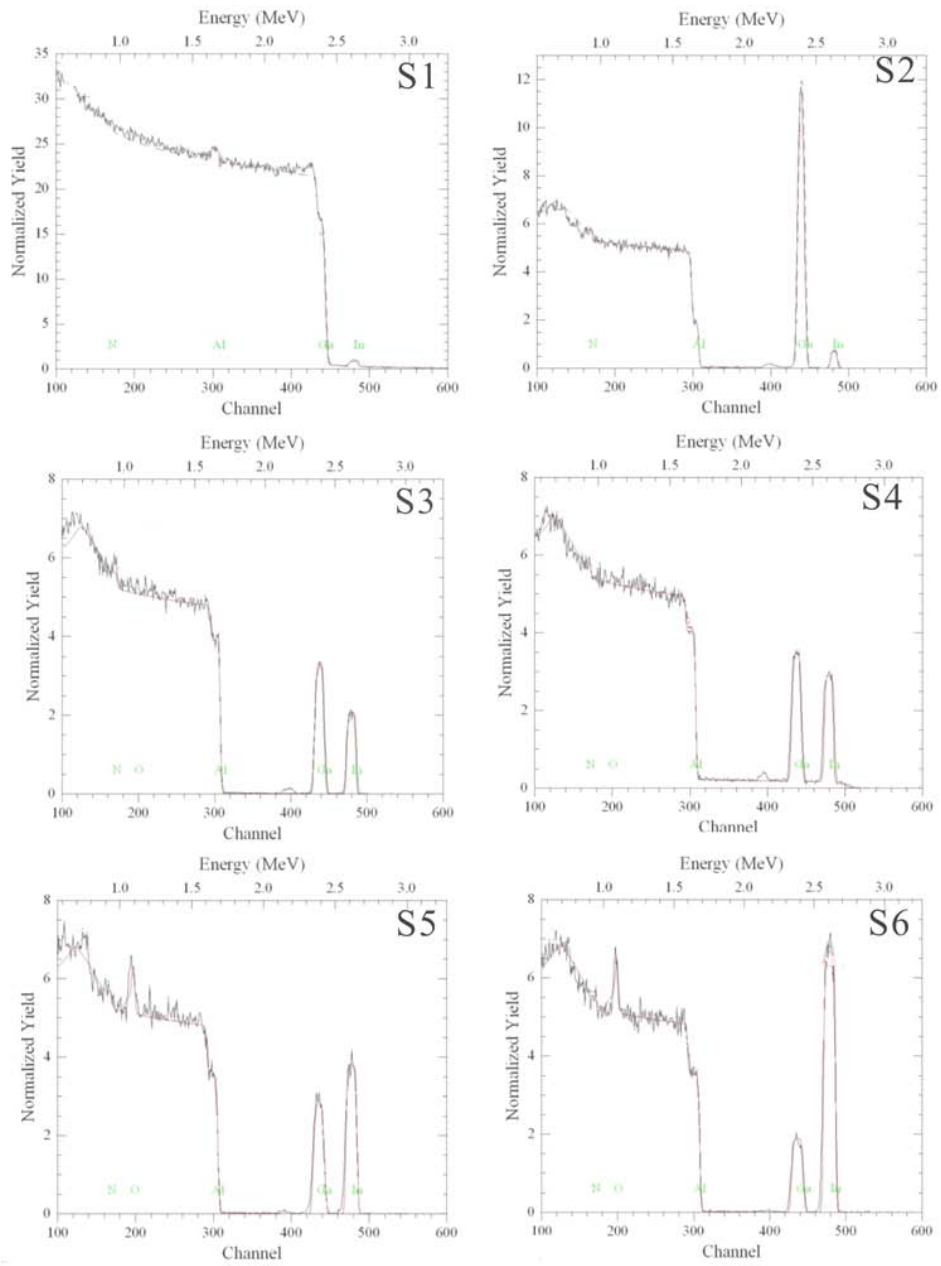 Energy (MeV)
1.0 1.5 2.0 2.5 3.0
S1
Normalized Yield
35
30
25
20
15
10
5
0
N Al Ga In
100 200 300 400 500 600
Channel
Energy (MeV)
1.0 1.5 2.0 2.5 3.0
S2
Normalized Yield
12
10
8
6
4
2
0
N Al Ga In
100 200 300 400 500 600
Channel
Energy (MeV)
1.0 1.5 2.0 2.5 3.0
S3
Normalized Yield
8
6
4
2
0
N O Al Ga In
100 200 300 400 500 600
Channel
Energy (MeV)
1.0 1.5 2.0 2.5 3.0
S4
Normalized Yield
8
6
4
2
0
N O Al Ga In
100 200 300 400 500 600
Channel
Energy (MeV)
1.0 1.5 2.0 2.5 3.0
S5
Normalized Yield
8
6
4
2
0
N O Al Ga In
100 200 300 400 500 600
Channel
Energy (MeV)
1.0 1.5 2.0 2.5 3.0
S6
Normalized Yield
8
6
4
2
0
N O Al Ga In
100 200 300 400 500 600
Channel